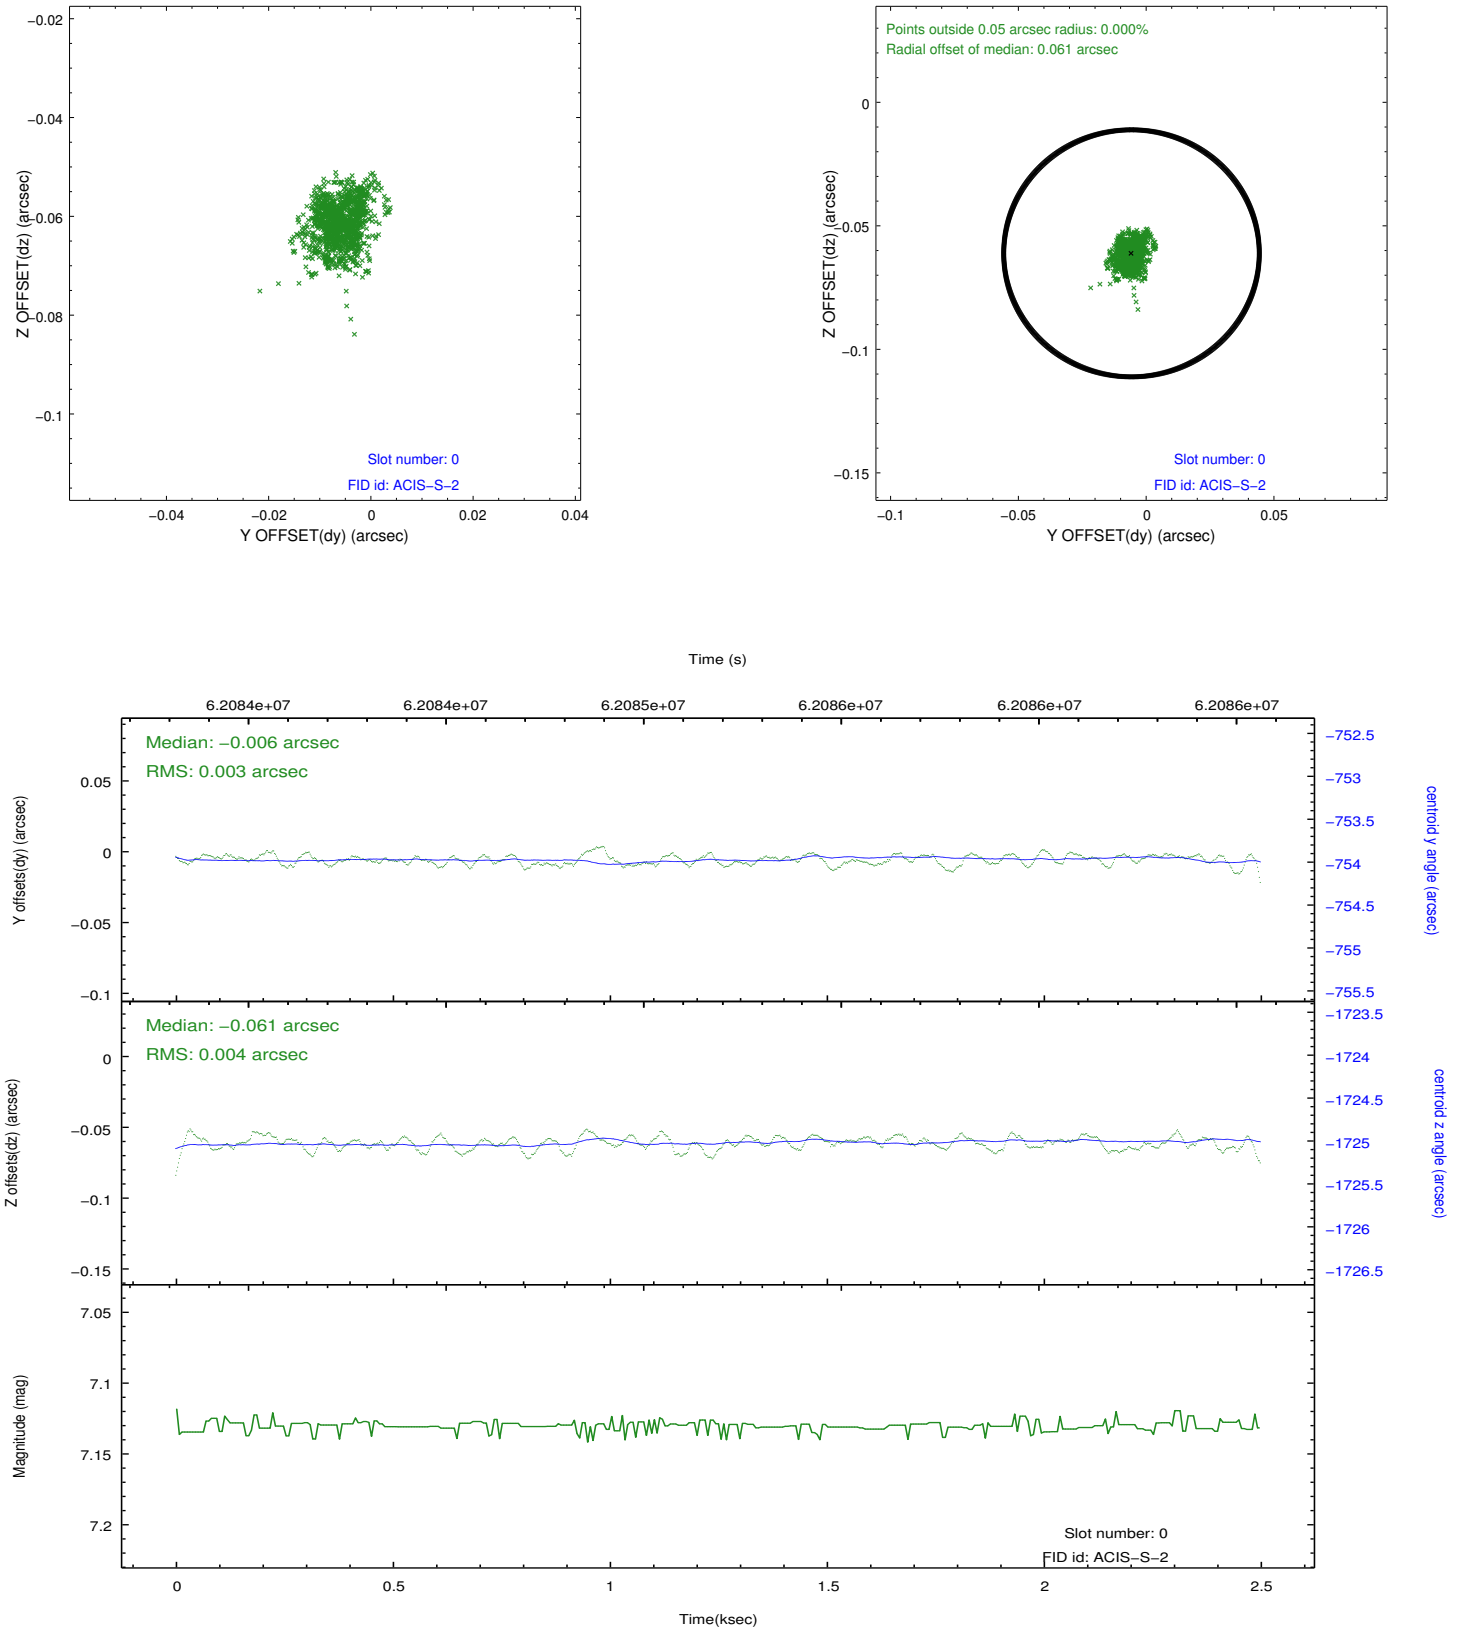 −0.02
−0.04
−0.06
−0.08
−0.1
Z OFFSET(dz) (arcsec)
Slot number: 0
FID id: ACIS−S−2
−0.04
−0.02
0
0.02
0.04
Y OFFSET(dy) (arcsec)
Points outside 0.05 arcsec radius: 0.000%
Radial offset of median: 0.061 arcsec
0
−0.05
−0.1
−0.15
Z OFFSET(dz) (arcsec)
Slot number: 0
FID id: ACIS−S−2
−0.1
−0.05
0
0.05
Y OFFSET(dy) (arcsec)
Time (s)
6.2084e+07
6.2084e+07
6.2085e+07
6.2086e+07
6.2086e+07
6.2086e+07
Median: −0.006 arcsec
RMS: 0.003 arcsec
0.05
0
−0.05
−0.1
Y offsets(dy) (arcsec)
−752.5
−753
−753.5
−754
−754.5
−755
−755.5
centroid y angle (arcsec)
Median: −0.061 arcsec
RMS: 0.004 arcsec
0
−0.05
−0.1
−0.15
Z offsets(dz) (arcsec)
−1723.5
−1724
−1724.5
−1725
−1725.5
−1726
−1726.5
centroid z angle (arcsec)
7.05
7.1
7.15
7.2
Magnitude (mag)
Slot number: 0
FID id: ACIS−S−2
0
0.5
1
1.5
2
2.5
Time(ksec)